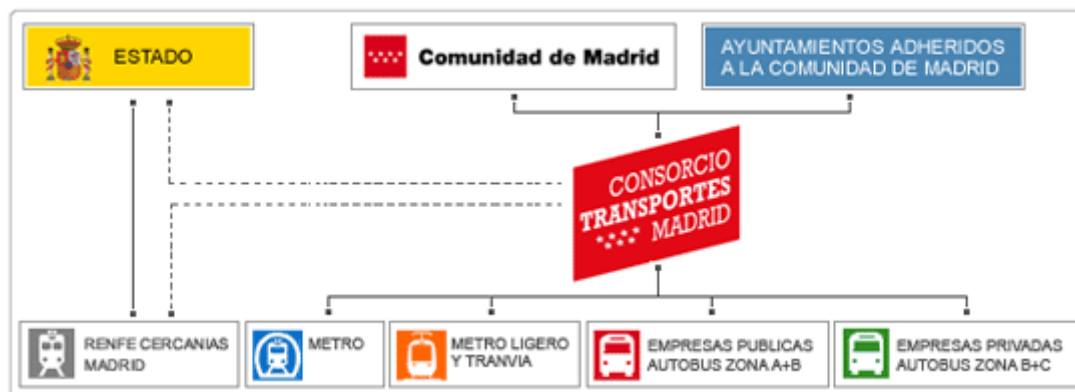 ESTADO
Comunidad de Madrid
AYUNTAMIENTOS ADHERIDOS
A LA COMUNIDAD DE MADRID
CONSORCIO
TRANSPORTES
MADRID
RENFE CERCANIAS
MADRID
METRO
METRO LIGERO
Y TRANVIA
EMPRESAS PUBLICAS
AUTOBUS ZONA A+B
EMPRESAS PRIVADAS
AUTOBUS ZONA B+C